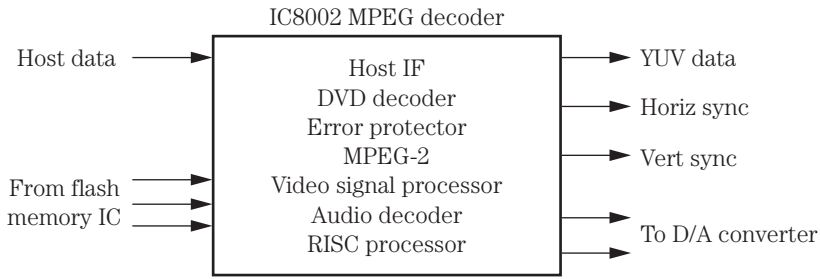 IC8002 MPEG decoder
Host data
From flash
memory IC
Host IF
DVD decoder
Error protector
MPEG-2
Video signal processor
Audio decoder
RISC processor
YUV data
Horiz sync
Vert sync
To D/A converter